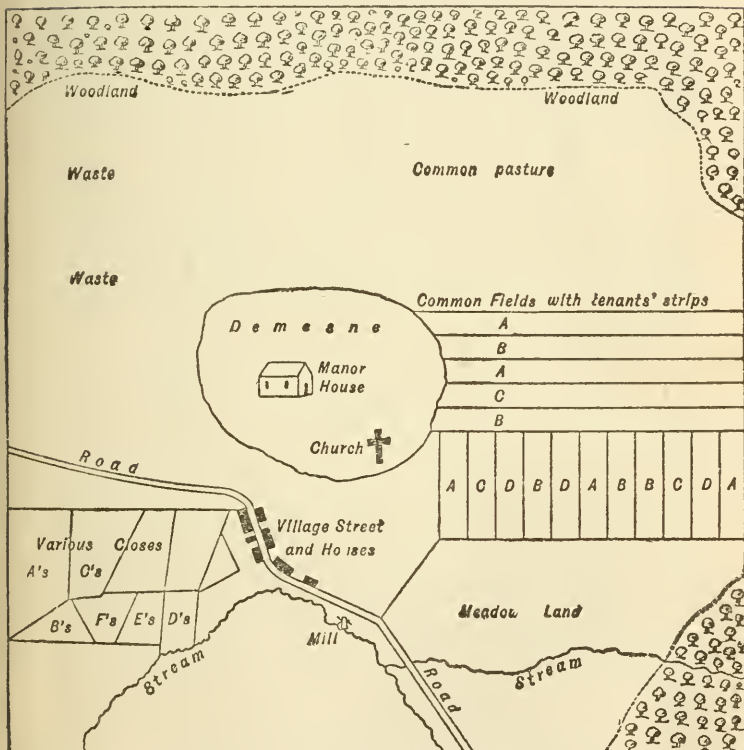 Woodland
Woodland
Waste
Common pasture
Waste
Common Fields with tenants' strips
A
B
A
C
B
Demesne
Manor
House
Church
Road
A C D B D A B B C D A
Village Street
and Houses
Various Closes
A's C's
B's F's E's D's
Meadow Land
Mill
Stream
Road
Stream